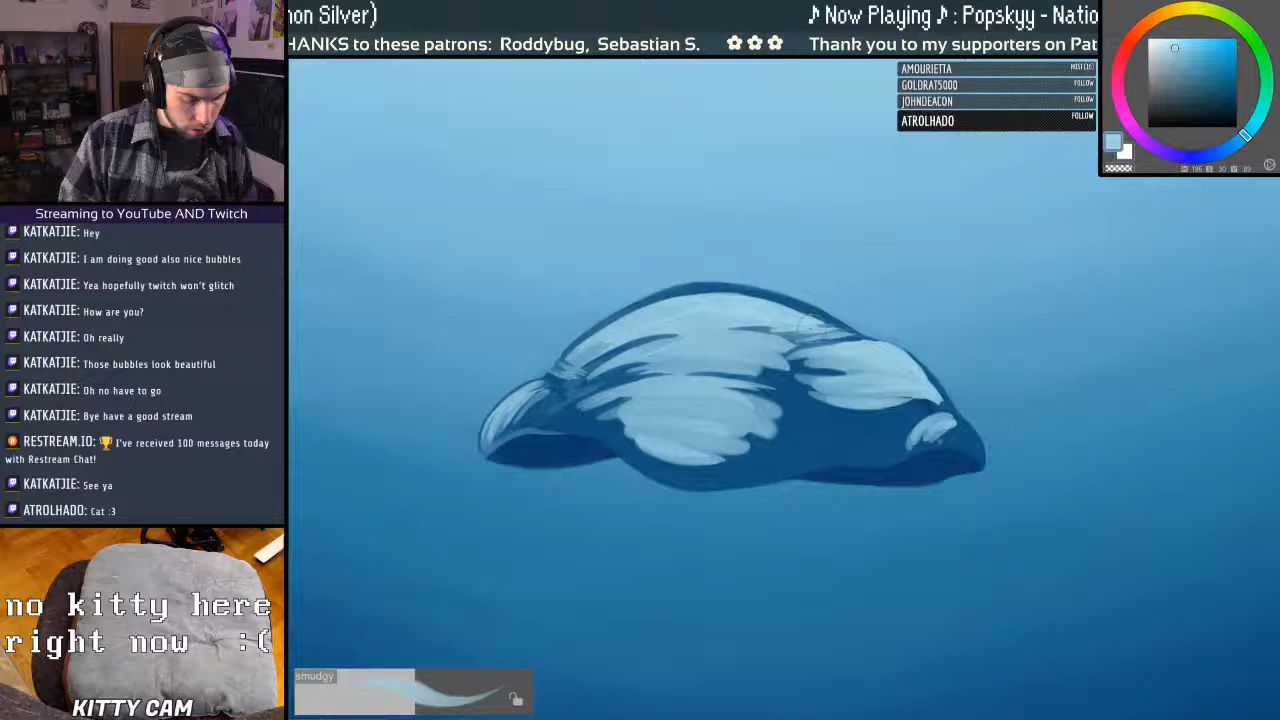 non Silver)
♪ Now Playing ♪ : Popskyy - Natio
HANKS to these patrons: Roddybug, Sebastian S. ✿ ✿ ✿ Thank you to my supporters on Pat
AMOURIETTA
FOLLOW
GOLDRAT5000
FOLLOW
JOHNDEACON
FOLLOW
ATROLHADO
FOLLOW
Streaming to YouTube AND Twitch
KATKATJIE: Hey
KATKATJIE: I am doing good also nice bubbles
KATKATJIE: Yea hopefully twitch won't glitch
KATKATJIE: How are you?
KATKATJIE: Oh really
KATKATJIE: Those bubbles look beautiful
KATKATJIE: Oh no have to go
KATKATJIE: Bye have a good stream
RESTREAM.IO: 🏆 I've received 100 messages today
with Restream Chat!
KATKATJIE: See ya
ATROLHADO: Cat :3
no kitty here
right now :(
KITTY CAM
smudgy